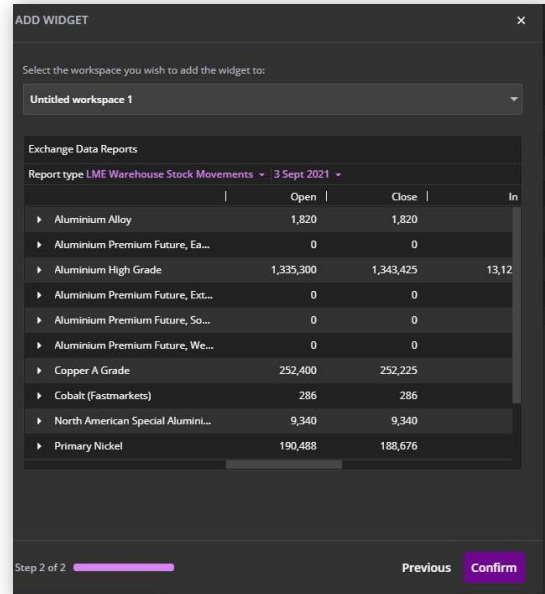 ADD WIDGET ×
Select the workspace you wish to add the widget to:
Untitled workspace 1
Exchange Data Reports
Report type LME Warehouse Stock Movements 3 Sept 2021
Open Close In
Aluminium Alloy 1,820 1,820
Aluminium Premium Future, Ea... 0 0
Aluminium High Grade 1,335,300 1,343,425 13,12
Aluminium Premium Future, Ext... 0 0
Aluminium Premium Future, So... 0 0
Aluminium Premium Future, We... 0 0
Copper A Grade 252,400 252,225
Cobalt (Fastmarkets) 286 286
North American Special Alumini... 9,340 9,340
Primary Nickel 190,488 188,676
Step 2 of 2 Previous Confirm